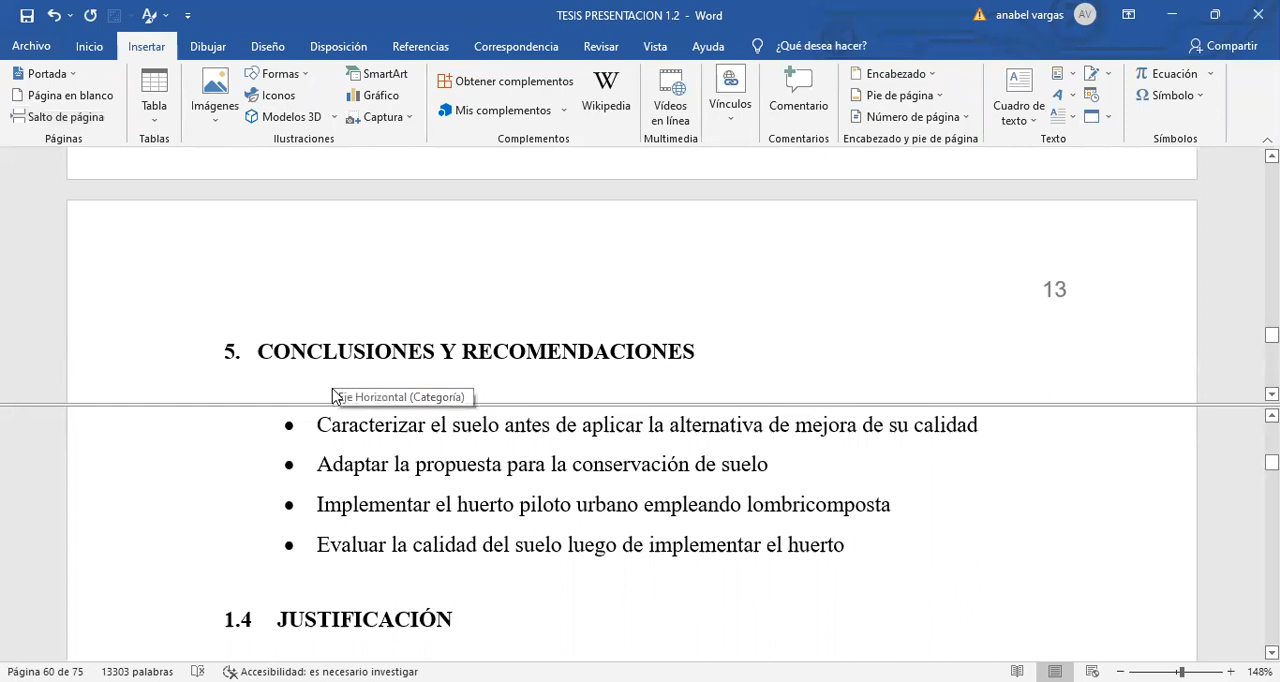 TESIS PRESENTACION 1.2 - Word
anabel vargas
AV
Archivo
Inicio
Insertar
Dibujar
Diseño
Disposición
Referencias
Correspondencia
Revisar
Vista
Ayuda
¿Qué desea hacer?
Compartir
Portada
Página en blanco
Salto de página
Páginas
Tabla
Tablas
Imágenes
Formas
Iconos
Modelos 3D
SmartArt
Gráfico
Captura
Ilustraciones
Obtener complementos
Mis complementos
W
Wikipedia
Complementos
Vídeos
en línea
Multimedia
Vínculos
Comentario
Comentarios
Encabezado
Pie de página
Número de página
Encabezado y pie de página
Cuadro de
texto
Texto
Ecuación
Símbolo
Símbolos
13
5. CONCLUSIONES Y RECOMENDACIONES
Eje Horizontal (Categoría)
• Caracterizar el suelo antes de aplicar la alternativa de mejora de su calidad
• Adaptar la propuesta para la conservación de suelo
• Implementar el huerto piloto urbano empleando lombricomposta
• Evaluar la calidad del suelo luego de implementar el huerto
1.4 JUSTIFICACIÓN
Página 60 de 75
13303 palabras
Accesibilidad: es necesario investigar
148%